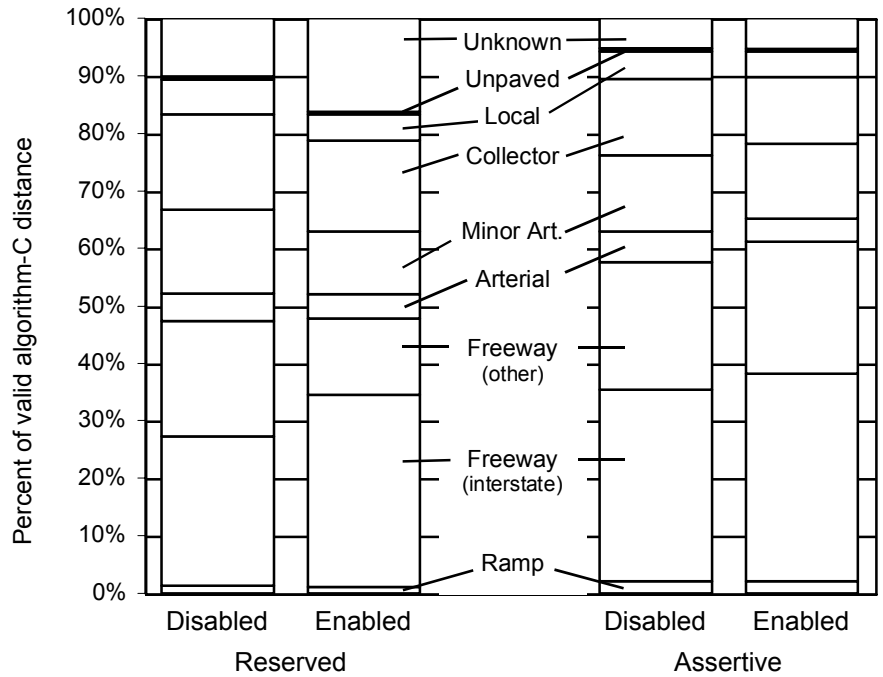 Percent of valid algorithm-C distance
100%
90%
80%
70%
60%
50%
40%
30%
20%
10%
0%
Unknown
Unpaved
Local
Collector
Minor Art.
Arterial
Freeway
(other)
Freeway
(interstate)
Ramp
Disabled Enabled Disabled Enabled
Reserved Assertive